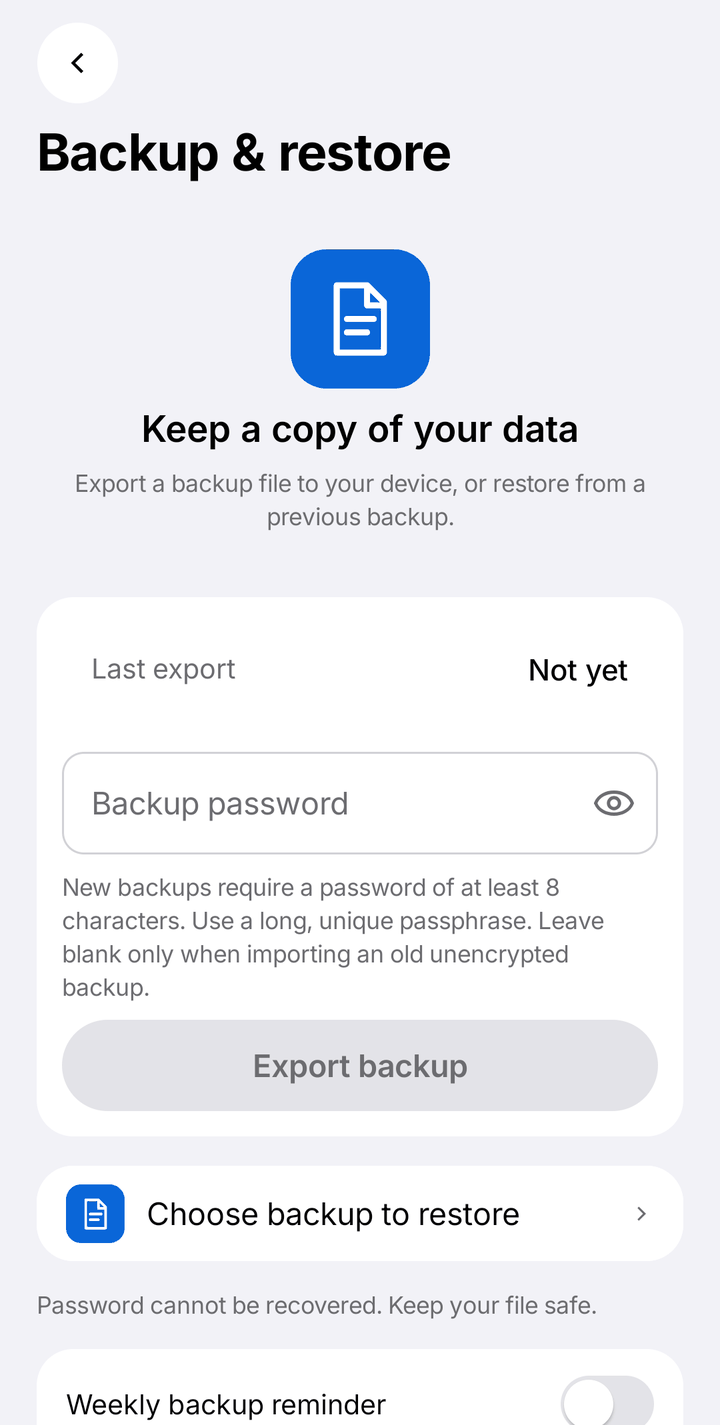 Backup & restore
Keep a copy of your data
Export a backup file to your device, or restore from a
previous backup.
Last export
Not yet
Backup password
New backups require a password of at least 8
characters. Use a long, unique passphrase. Leave
blank only when importing an old unencrypted
backup.
Export backup
Choose backup to restore
Password cannot be recovered. Keep your file safe.
Weekly backup reminder